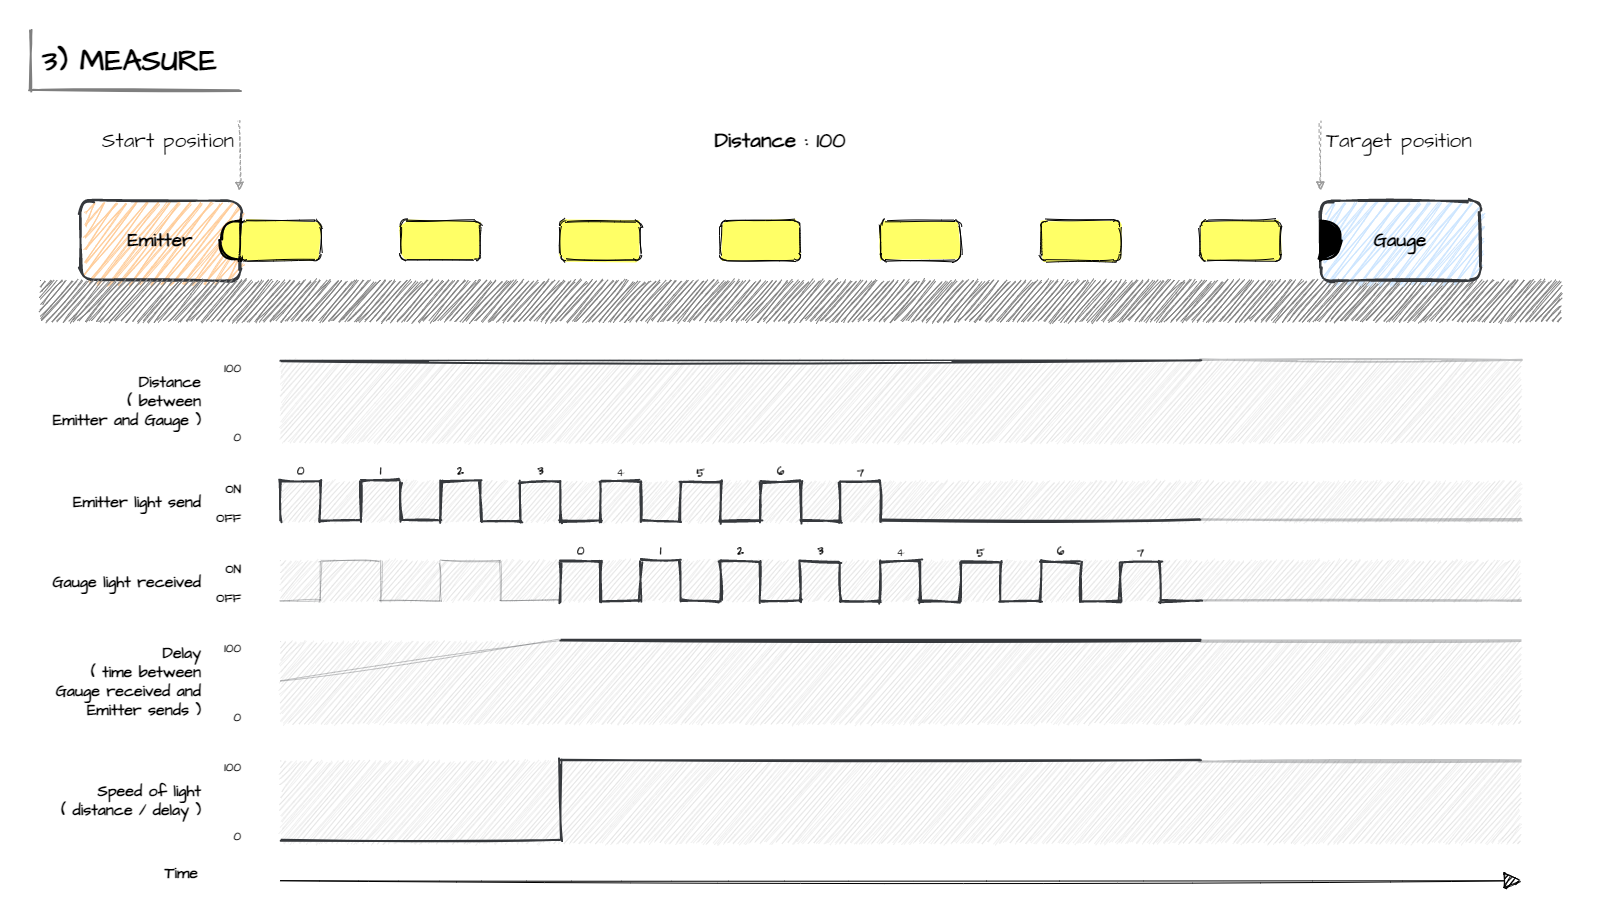 3) MEASURE
Start position
Distance : 100
Target position
Emitter
Gauge
100
Distance
( between
Emitter and Gauge )
0
0 1 2 3 4 5 6 7
ON
Emitter light send
OFF
0 1 2 3 4 5 6 7
ON
Gauge light received
OFF
100
Delay
( time between
Gauge received and
Emitter sends )
0
100
Speed of light
( distance / delay )
0
Time